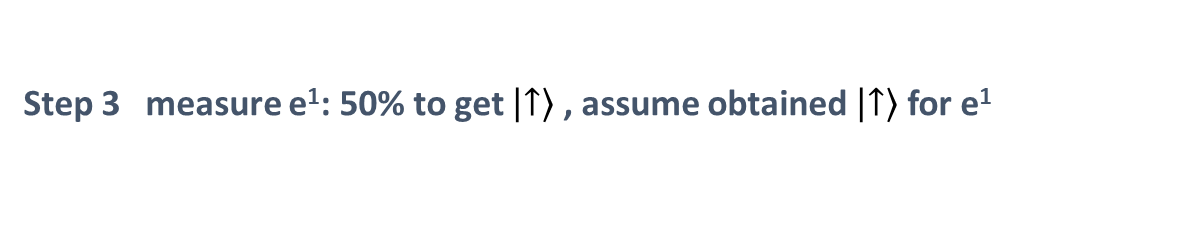 Step 3 measure e¹: 50% to get |↑⟩ , assume obtained |↑⟩ for e¹